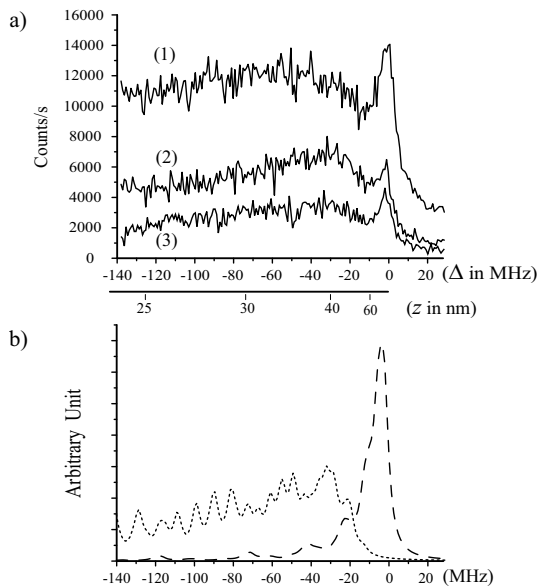 a)
16000
14000
12000
10000
8000
6000
4000
2000
0
Counts/s
(1)
(2)
(3)
-140 -120 -100 -80 -60 -40 -20 0 20 (Δ in MHz)
25 30 40 60 (z in nm)
b)
Arbitrary Unit
-140 -120 -100 -80 -60 -40 -20 0 20 (MHz)